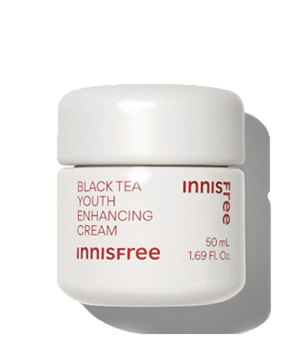 BLACK TEA
YOUTH
ENHANCING
CREAM
INNISFree
INNISFree
50 mL
1.69 Fl. Oz.